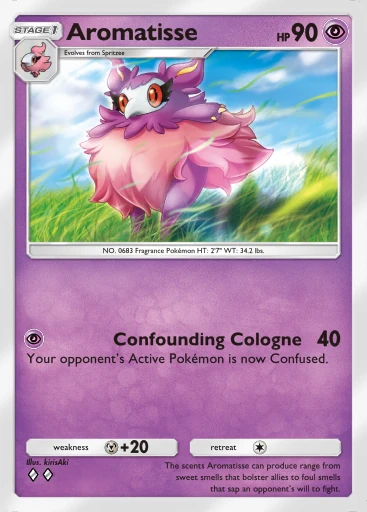 STAGE 1
Aromatisse
HP 90
Evolves from Spritzee
NO. 0683 Fragrance Pokémon HT: 2'7" WT: 34.2 lbs.
Confounding Cologne 40
Your opponent's Active Pokémon is now Confused.
weakness +20 retreat
Illus. kirisAki
The scents Aromatisse can produce range from
sweet smells that bolster allies to foul smells
that sap an opponent's will to fight.